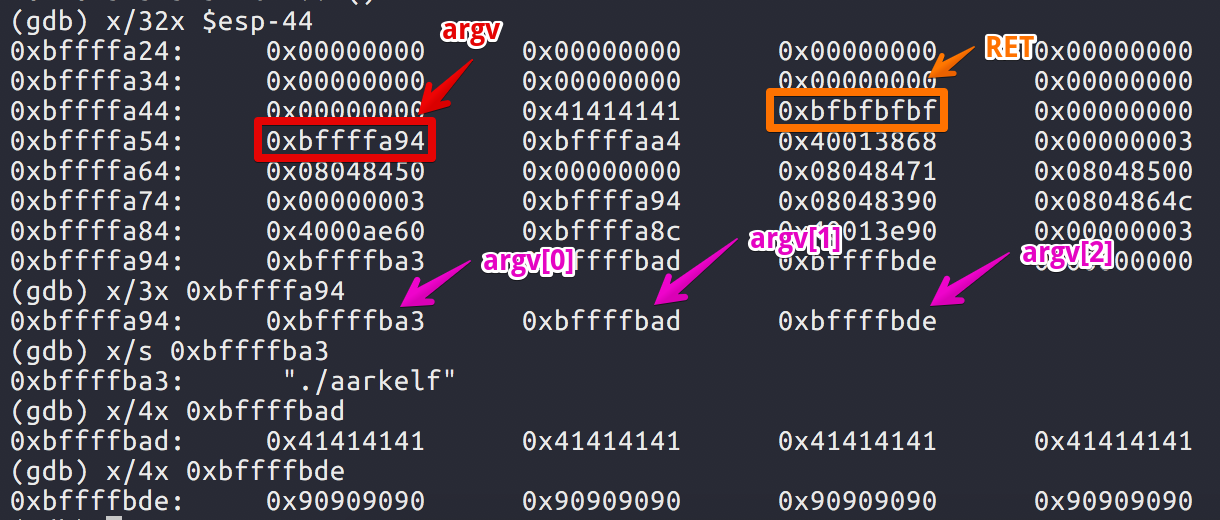 (gdb) x/32x $esp-44
argv
0xbffffa24: 0x00000000 0x00000000 0x00000000 0x00000000
RET
0xbffffa34: 0x00000000 0x00000000 0x00000000 0x00000000
0xbffffa44: 0x00000000 0x41414141 0xbfbfbfbf 0x00000000
0xbffffa54: 0xbffffa94 0xbffffaa4 0x40013868 0x00000003
0xbffffa64: 0x08048450 0x00000000 0x08048471 0x08048500
0xbffffa74: 0x00000003 0xbffffa94 0x08048390 0x0804864c
0xbffffa84: 0x4000ae60 0xbffffa8c 0x40013e90 0x00000003
argv[0] argv[1] argv[2]
0xbffffa94: 0xbffffba3 0xbffffbad 0xbffffbde 0x00000000
(gdb) x/3x 0xbffffa94
0xbffffa94: 0xbffffba3 0xbffffbad 0xbffffbde
(gdb) x/s 0xbffffba3
0xbffffba3: "./aarkelf"
(gdb) x/4x 0xbffffbad
0xbffffbad: 0x41414141 0x41414141 0x41414141 0x41414141
(gdb) x/4x 0xbffffbde
0xbffffbde: 0x90909090 0x90909090 0x90909090 0x90909090